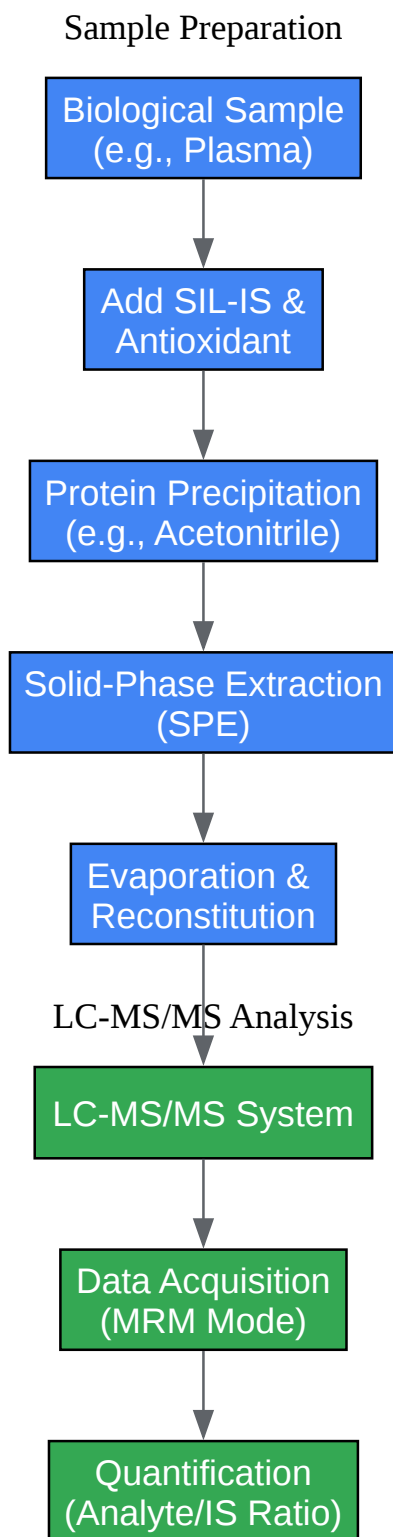 Sample Preparation
Biological Sample
(e.g., Plasma)
Add SIL-IS &
Antioxidant
Protein Precipitation
(e.g., Acetonitrile)
Solid-Phase Extraction
(SPE)
Evaporation &
Reconstitution
LC-MS/MS Analysis
LC-MS/MS System
Data Acquisition
(MRM Mode)
Quantification
(Analyte/IS Ratio)